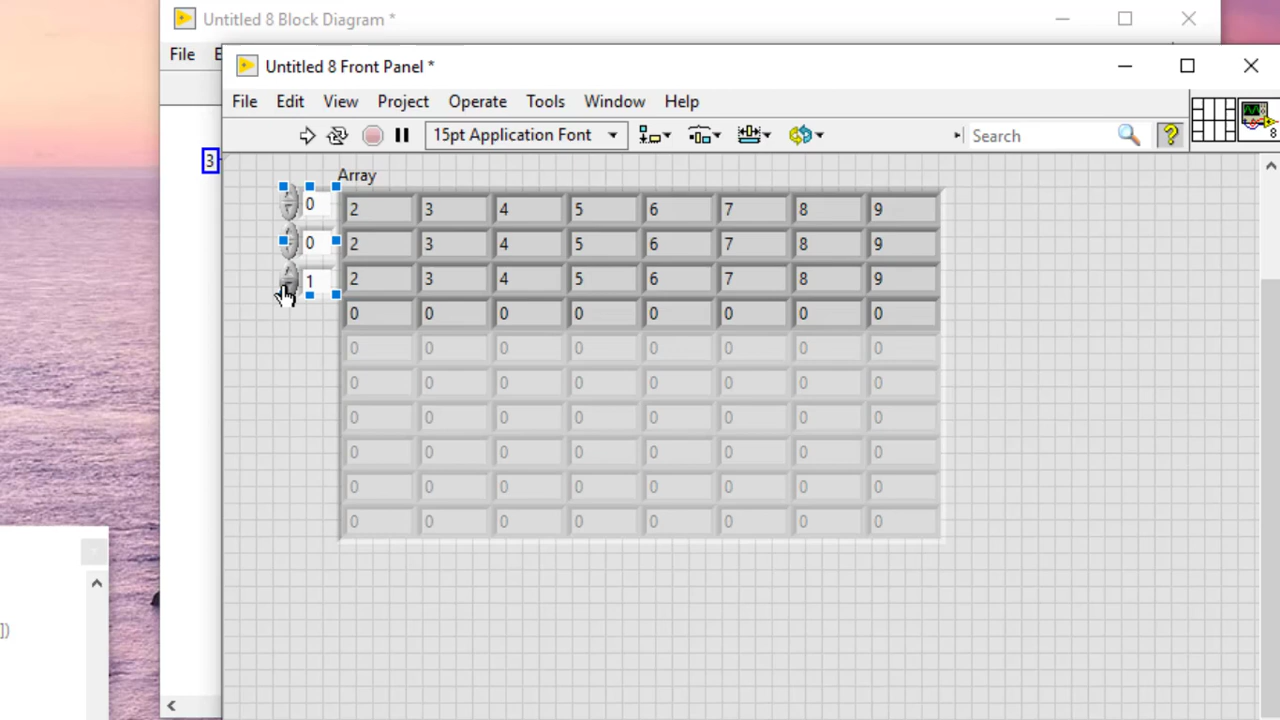 Untitled 8 Block Diagram *
File E
Untitled 8 Front Panel *
File Edit View Project Operate Tools Window Help
15pt Application Font
Search
?
8
3
Array
0 2 3 4 5 6 7 8 9
0 2 3 4 5 6 7 8 9
1 2 3 4 5 6 7 8 9
0 0 0 0 0 0 0 0
0 0 0 0 0 0 0 0
0 0 0 0 0 0 0 0
0 0 0 0 0 0 0 0
0 0 0 0 0 0 0 0
0 0 0 0 0 0 0 0
0 0 0 0 0 0 0 0
])